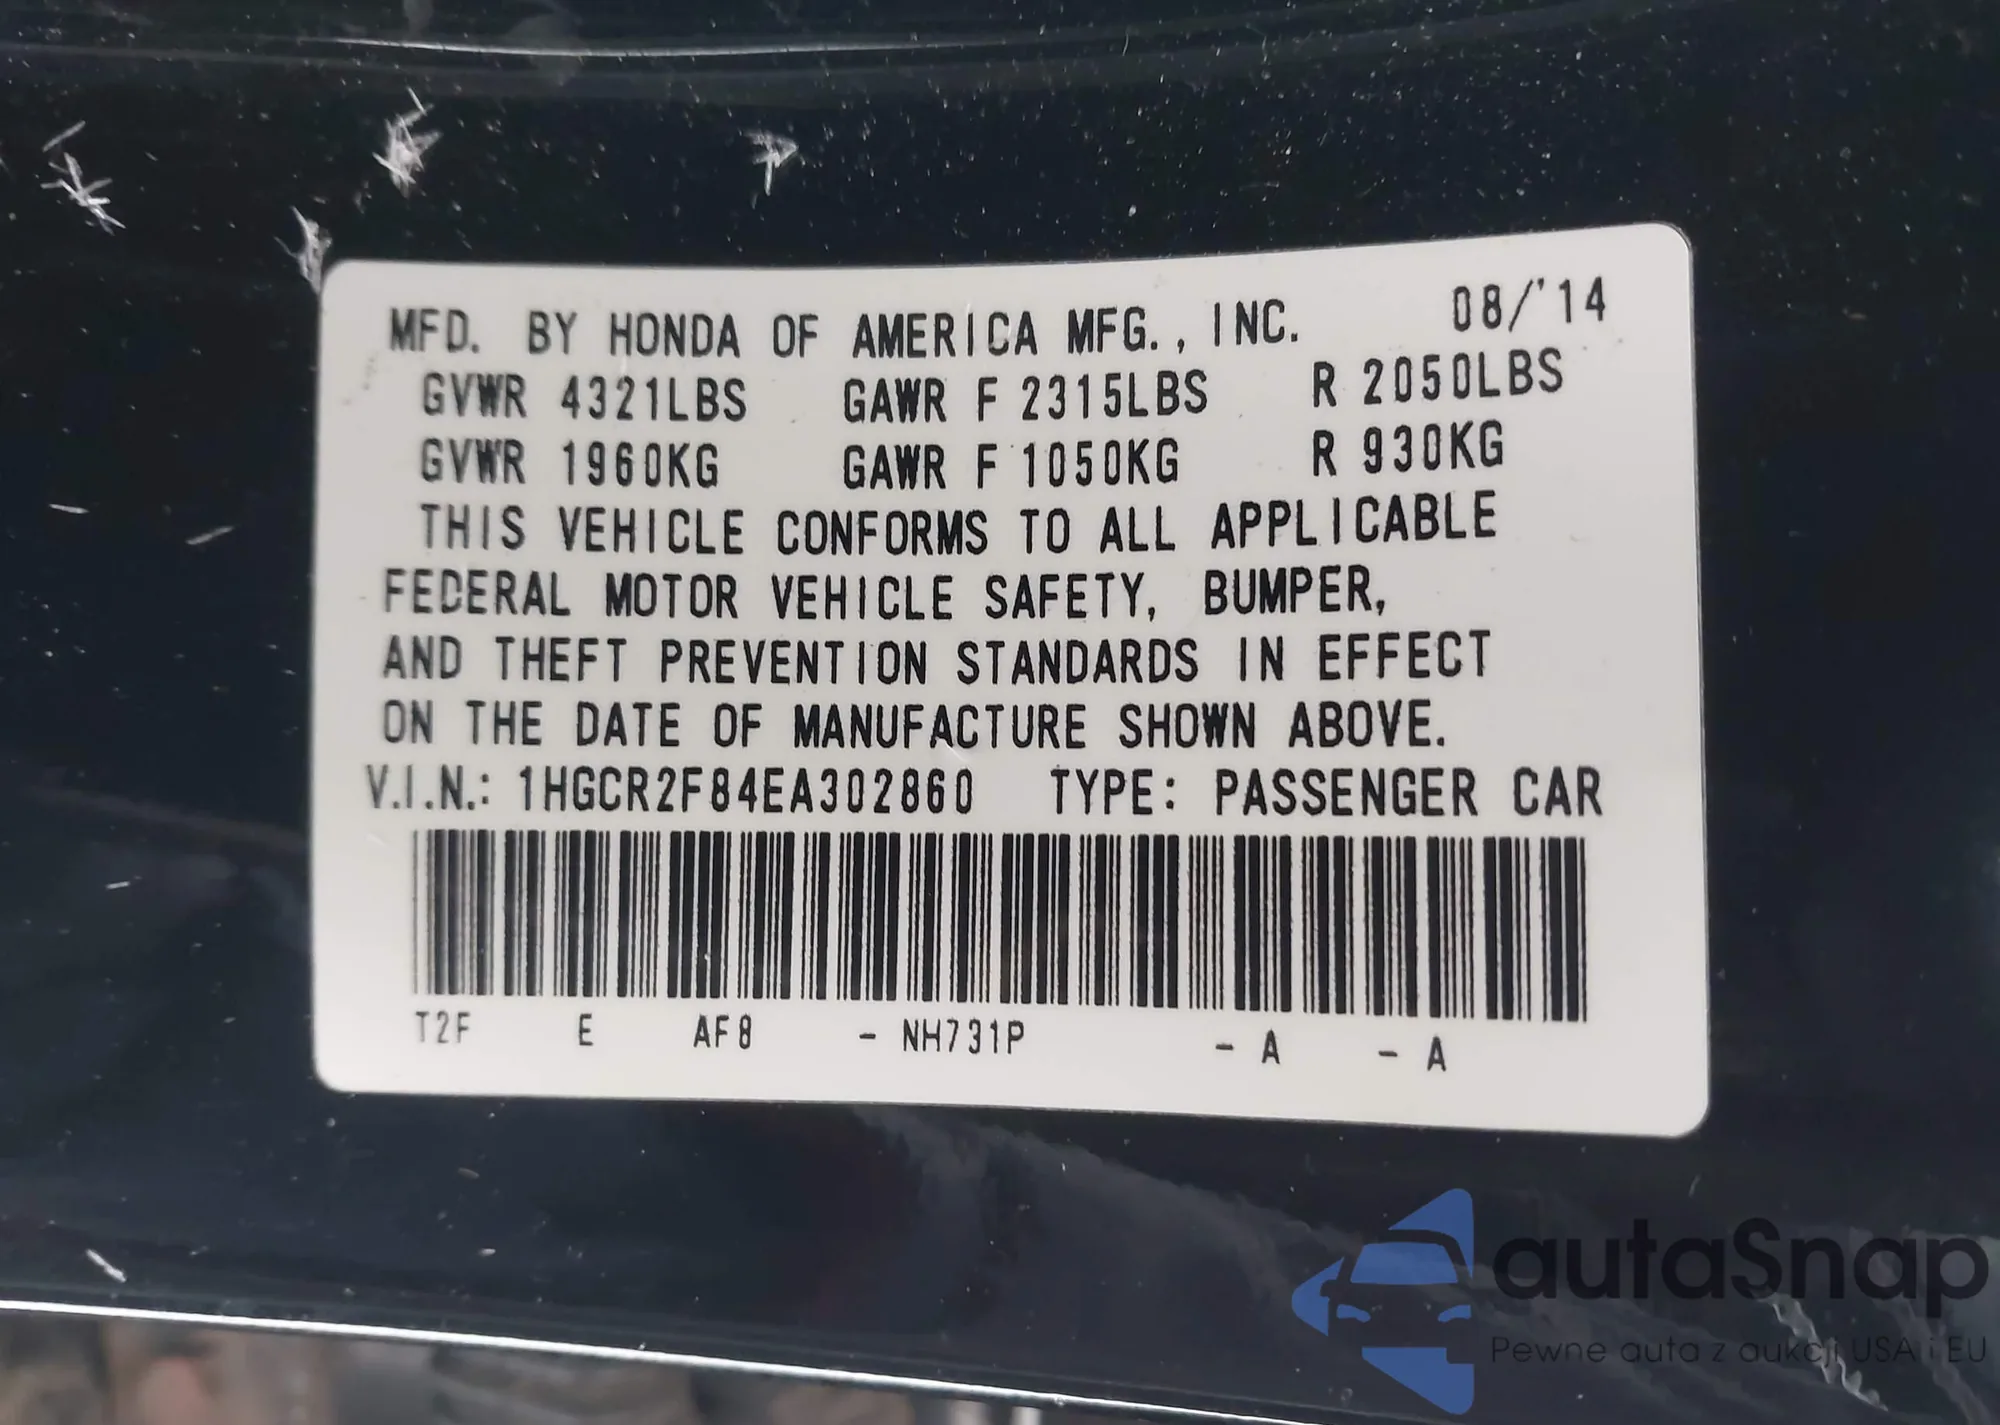 MFD. BY HONDA OF AMERICA MFG., INC. 08/'14
GVWR 4321LBS GAWR F 2315LBS R 2050LBS
GVWR 1960KG GAWR F 1050KG R 930KG
THIS VEHICLE CONFORMS TO ALL APPLICABLE
FEDERAL MOTOR VEHICLE SAFETY, BUMPER,
AND THEFT PREVENTION STANDARDS IN EFFECT
ON THE DATE OF MANUFACTURE SHOWN ABOVE.
V.I.N.: 1HGCR2F84EA302860 TYPE: PASSENGER CAR
T2F E AF8 - NH731P - A - A
autaSnap
Pewne auta z aukcji USA i EU